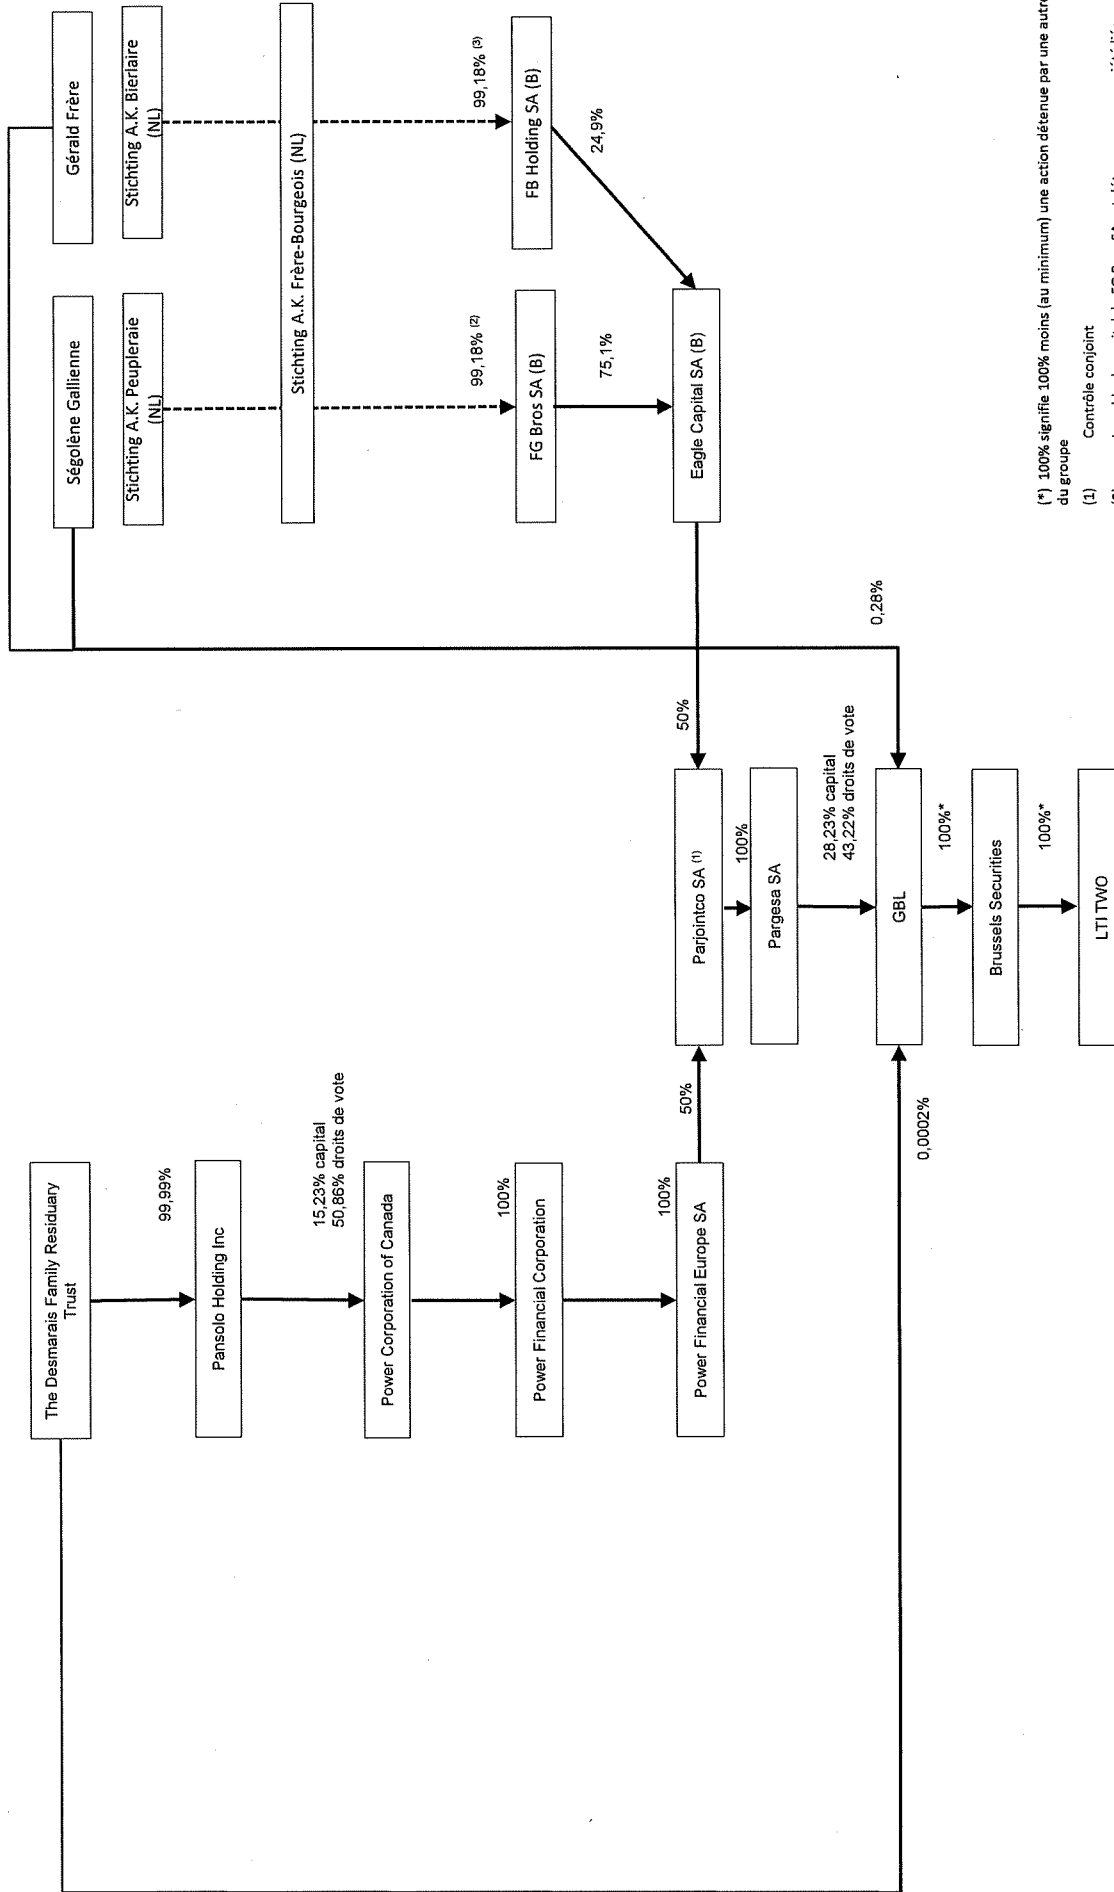 The Desmarais Family Residuary
Trust
Ségolène Gallienne
Gérald Frère
Stichting A.K. Peupleraie
(NL)
Stichting A.K. Bierlaire
(NL)
99,99%
Pansolo Holding Inc
Stichting A.K. Frère-Bourgeois (NL)
15,23% capital
50,86% droits de vote
Power Corporation of Canada
99,18% (2)
99,18% (3)
100%
Power Financial Corporation
FG Bros SA (B)
FB Holding SA (B)
75,1%
24,9%
100%
Power Financial Europe SA
50%
Parjointco SA (1)
50%
Eagle Capital SA (B)
100%
Pargesa SA
28,23% capital
43,22% droits de vote
0,28%
GBL
0,0002%
100%*
Brussels Securities
100%*
LTI TWO
(*) 100% signifie 100% moins (au minimum) une action détenue par une autre
du groupe
(1) Contrôle conjoint